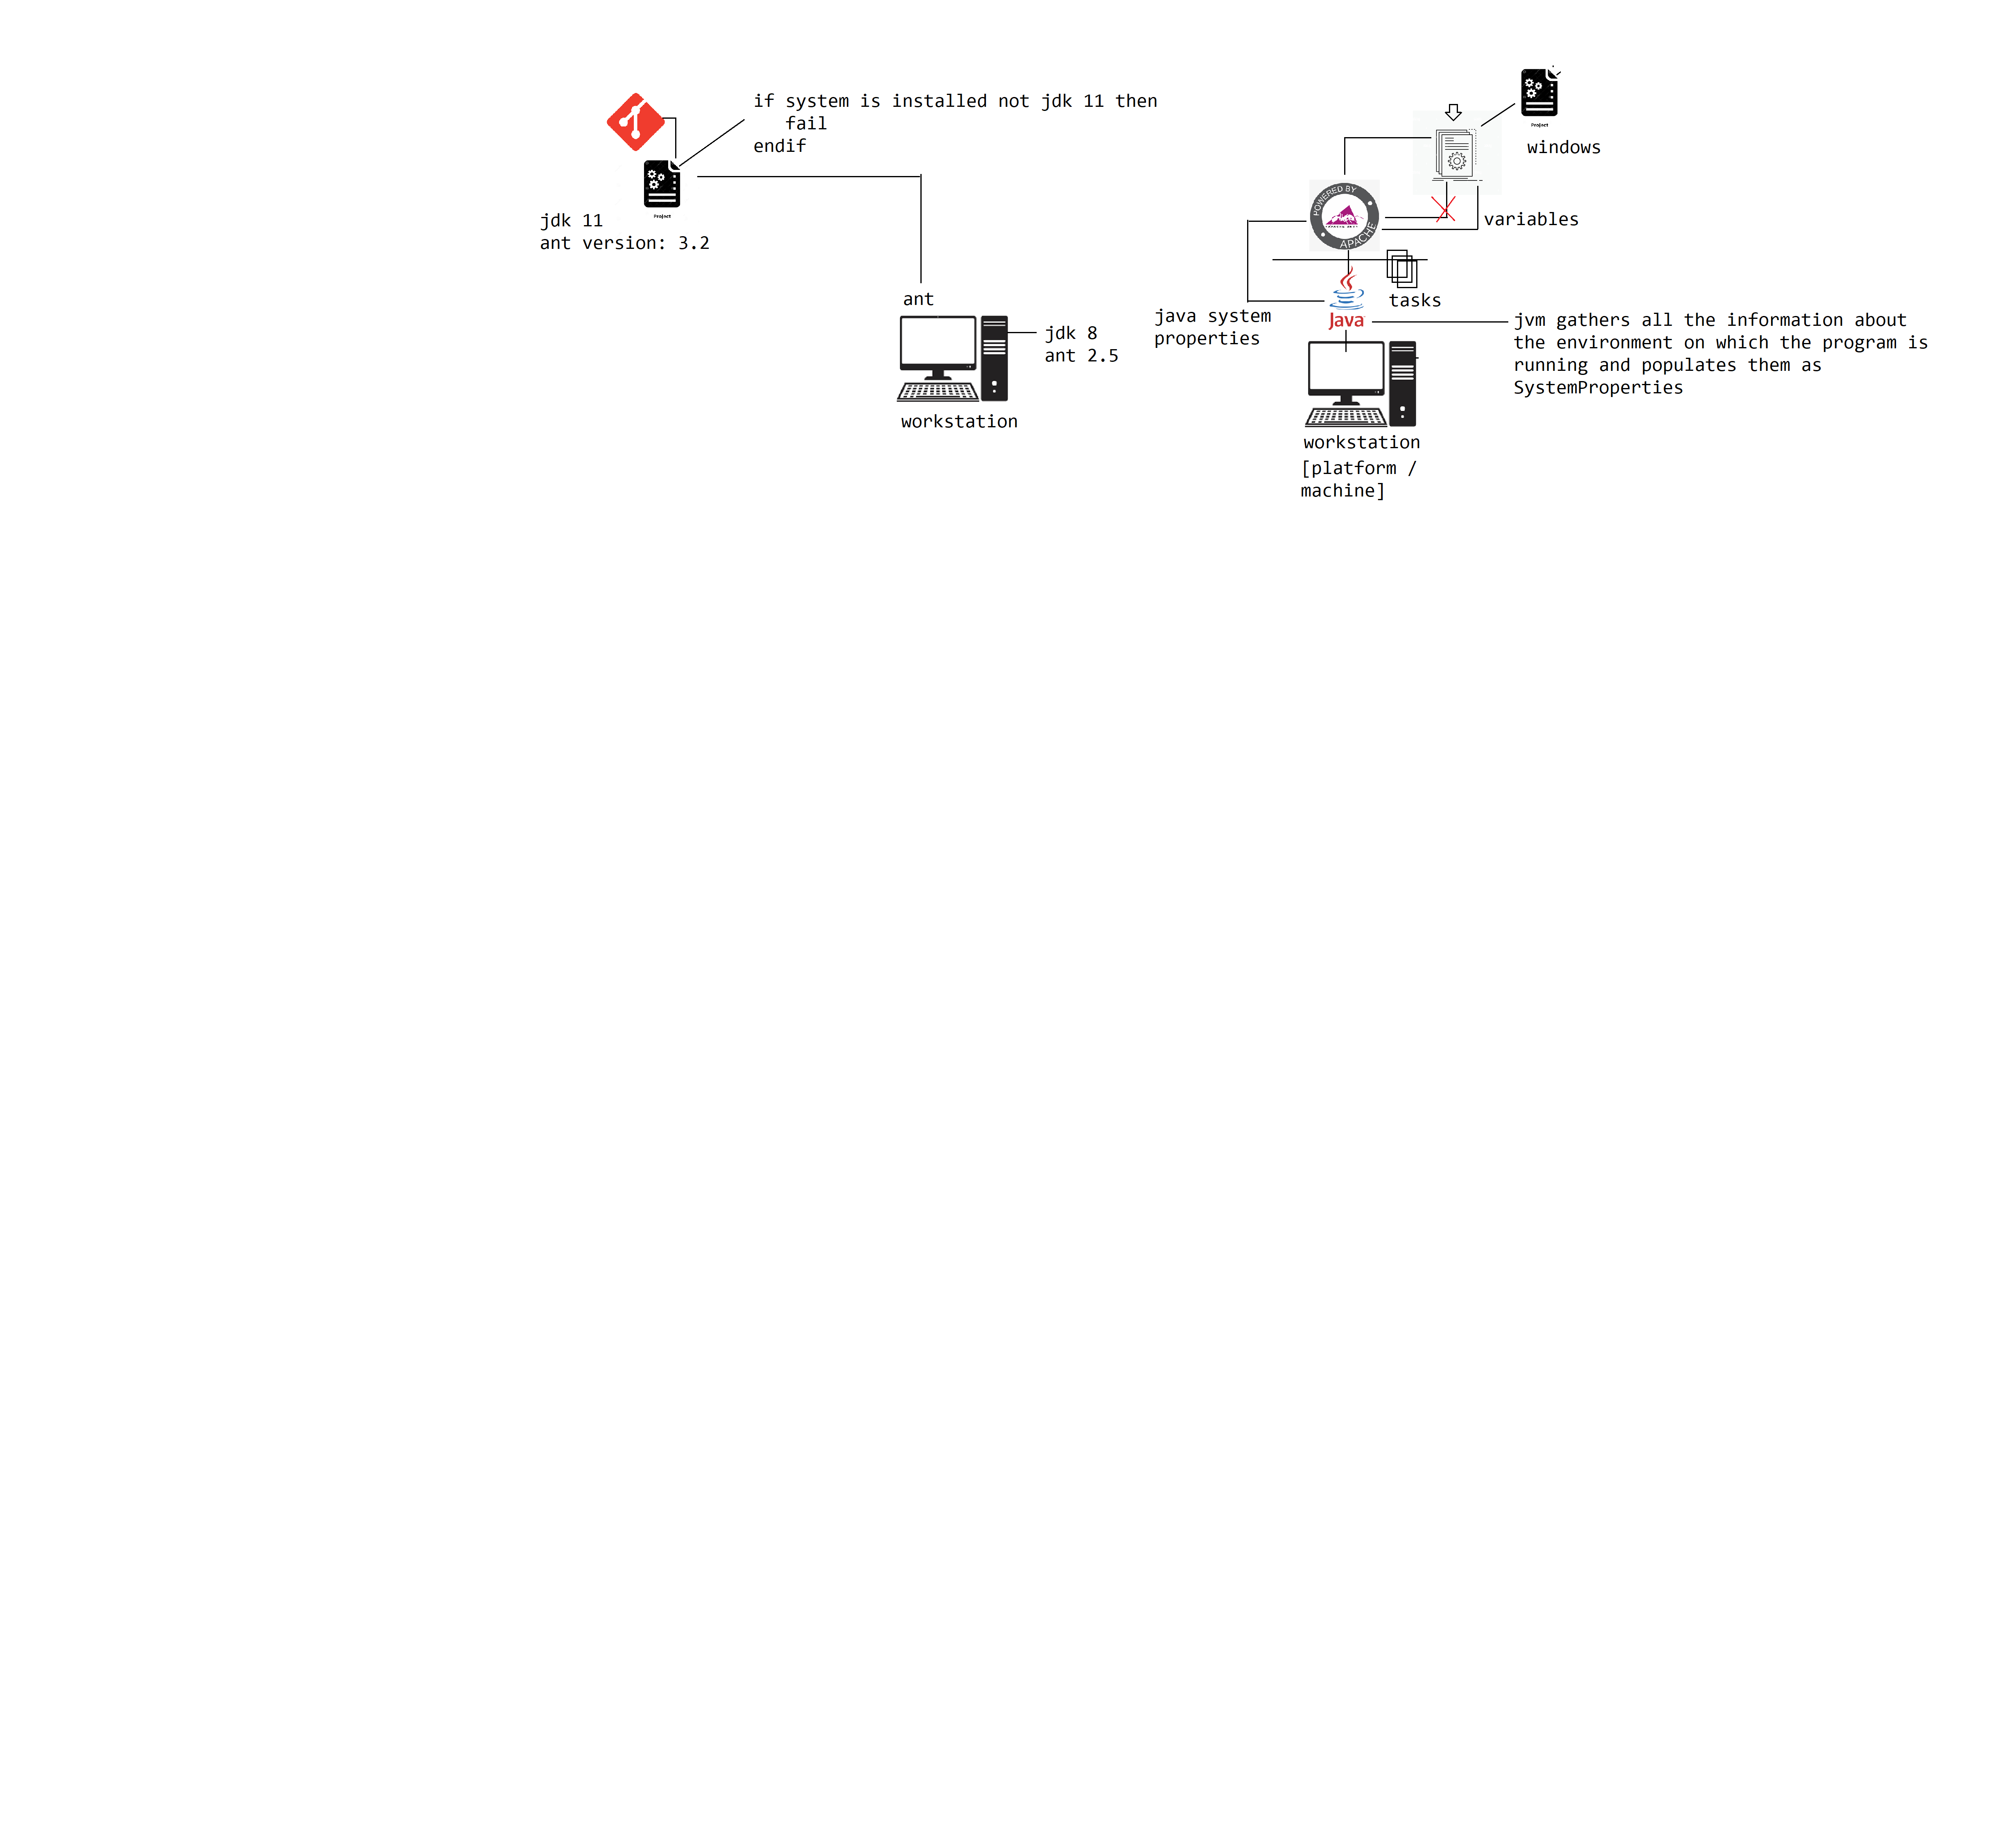 if system is installed not jdk 11 then
fail
endif
Project
jdk 11
ant version: 3.2
ant
jdk 8
ant 2.5
workstation
Project
windows
POWERED BY
APACHE
variables
tasks
java system
properties
Java
jvm gathers all the information about
the environment on which the program is
running and populates them as
SystemProperties
workstation
[platform /
machine]